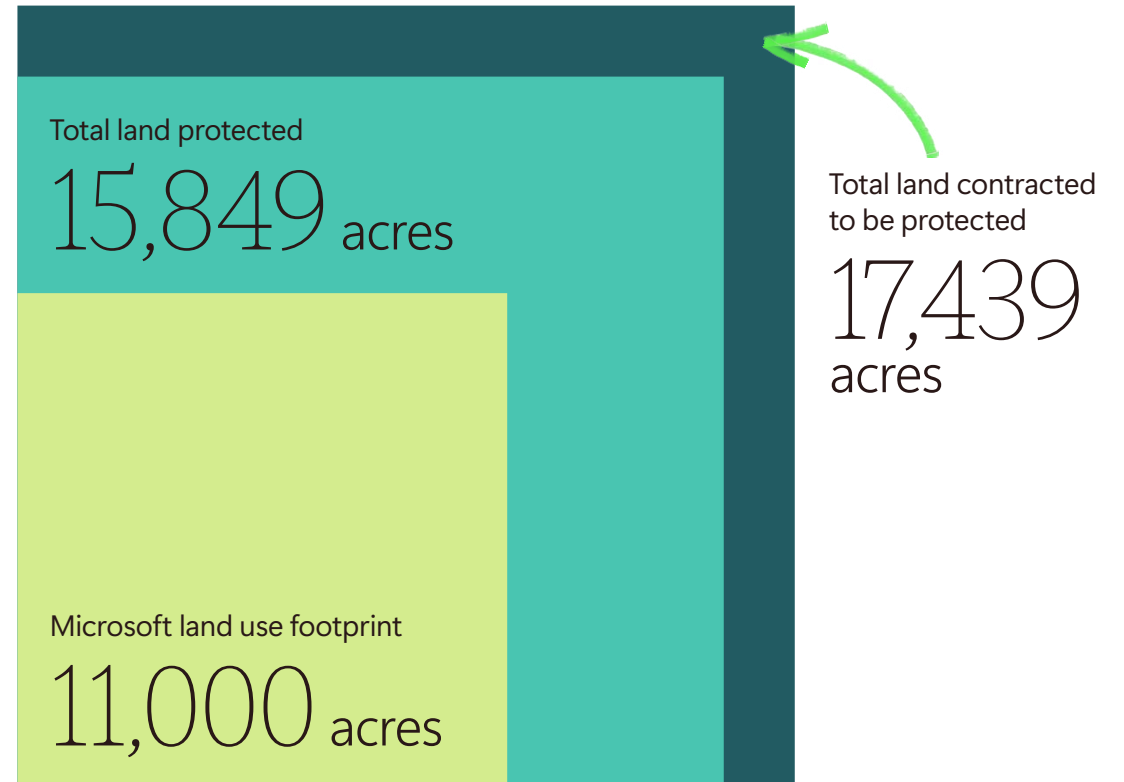 Total land protected
15,849 acres
Total land contracted
to be protected
17,439
acres
Microsoft land use footprint
11,000 acres